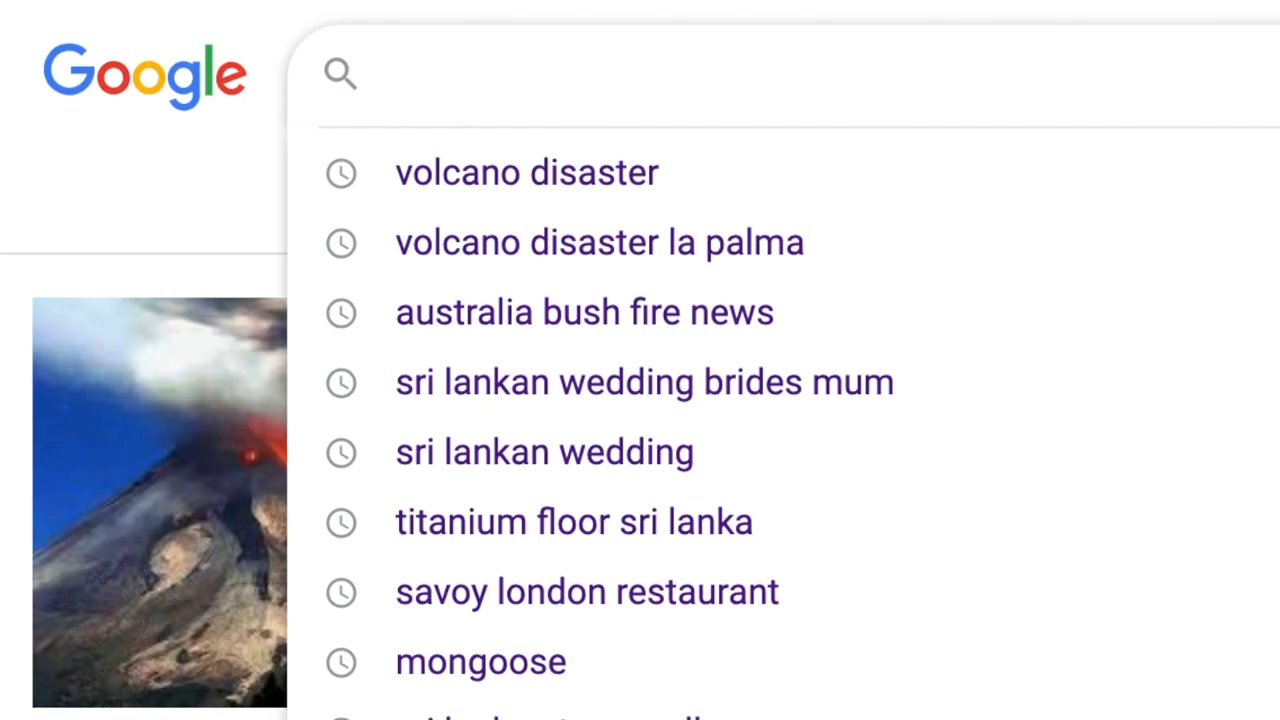 Google
volcano disaster
volcano disaster la palma
australia bush fire news
sri lankan wedding brides mum
sri lankan wedding
titanium floor sri lanka
savoy london restaurant
mongoose